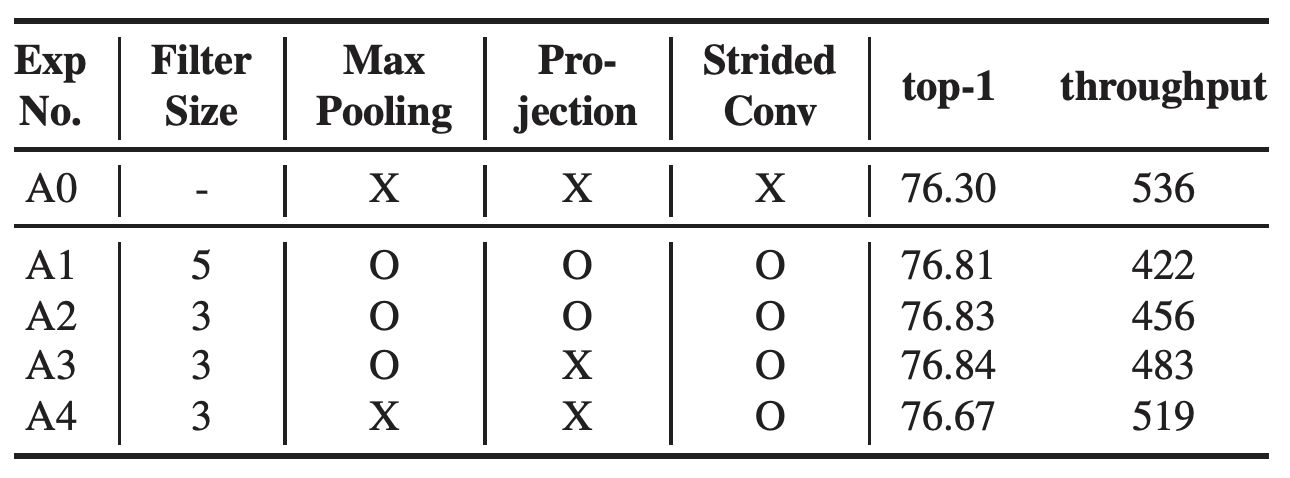 Exp No. Filter Size Max Pooling Pro-jection Strided Conv top-1 throughput
A0 - X X X 76.30 536
A1 5 O O O 76.81 422
A2 3 O O O 76.83 456
A3 3 O X O 76.84 483
A4 3 X X O 76.67 519